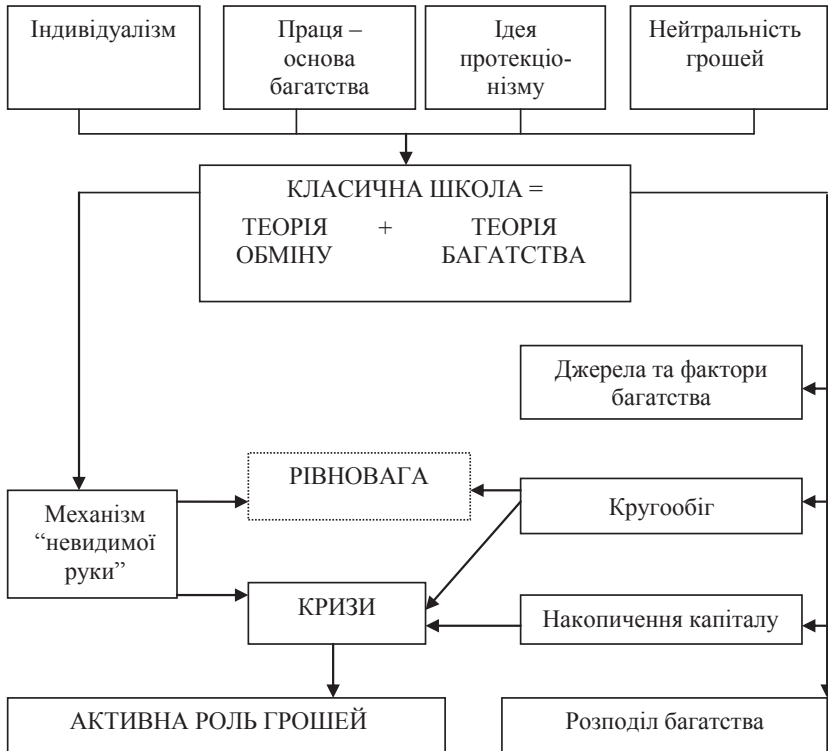 Індивідуалізм
Праця –
основа
багатства
Ідея
протекціо-
нізму
Нейтральність
грошей
КЛАСИЧНА ШКОЛА =
ТЕОРІЯ + ТЕОРІЯ
ОБМІНУ БАГАТСТВА
Джерела та фактори
багатства
РІВНОВАГА
Механізм
“невидимої
руки”
Кругообіг
КРИЗИ
Накопичення капіталу
АКТИВНА РОЛЬ ГРОШЕЙ
Розподіл багатства